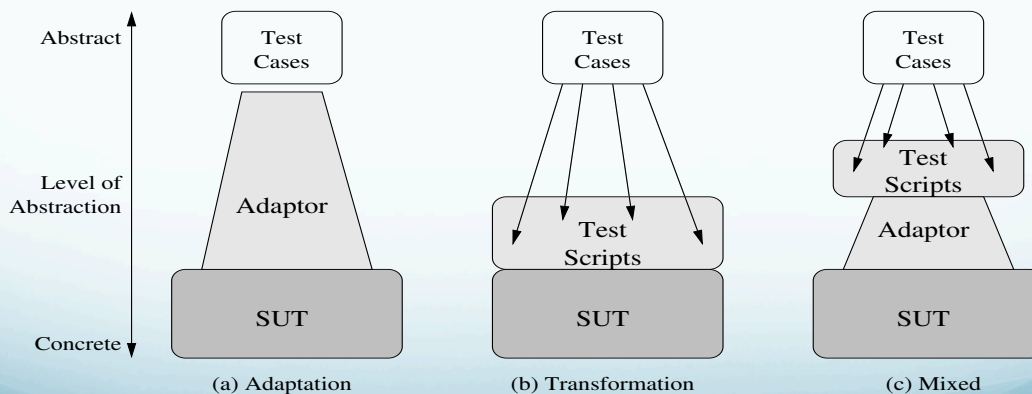 Abstract
Level of
Abstraction
Concrete
Test
Cases
Adaptor
SUT
(a) Adaptation
Test
Cases
Test
Scripts
SUT
(b) Transformation
Test
Cases
Test
Scripts
Adaptor
SUT
(c) Mixed